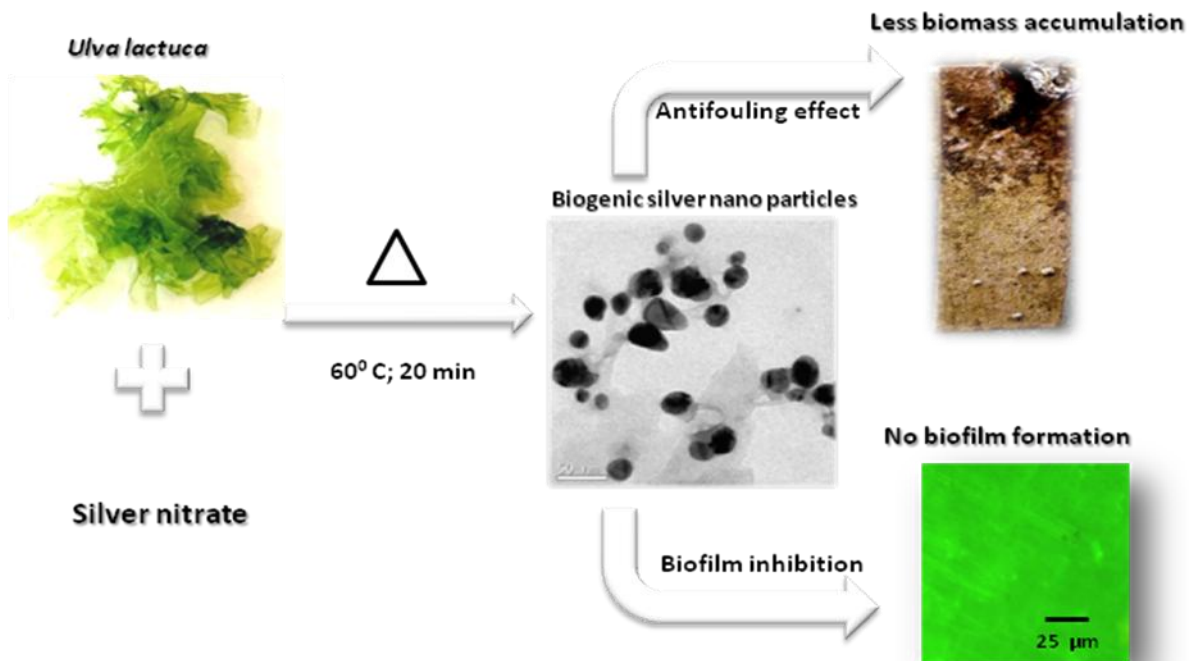 Ulva lactuca
Silver nitrate
60⁰ C; 20 min
Biogenic silver nano particles
Antifouling effect
Less biomass accumulation
Biofilm inhibition
No biofilm formation
25 µm